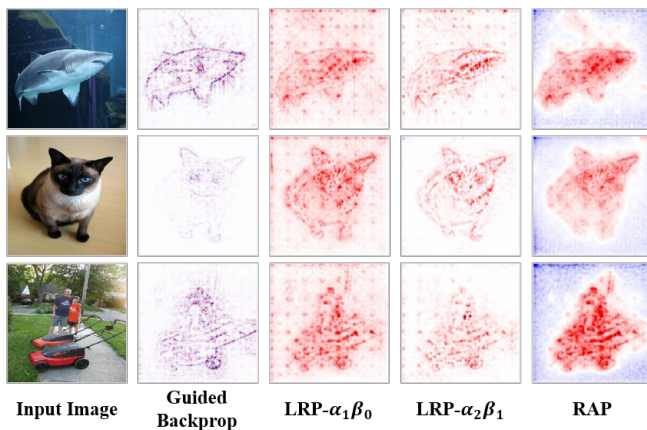 Input Image
Guided
Backprop
LRP-α₁β₀
LRP-α₂β₁
RAP